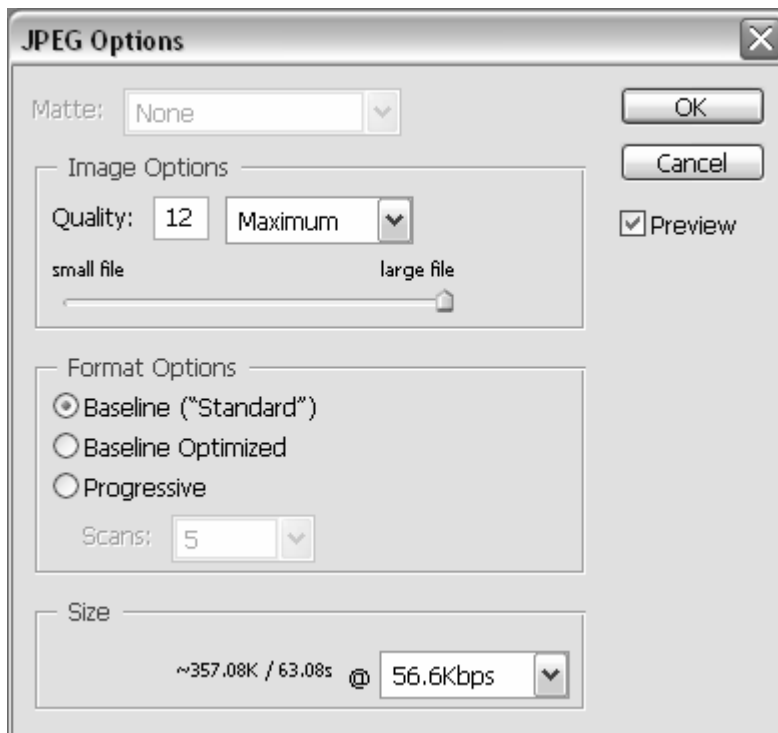 JPEG Options
Matte: None
OK
Cancel
Preview
Image Options
Quality: 12 Maximum
small file large file
Format Options
Baseline (“Standard”)
Baseline Optimized
Progressive
Scans: 5
Size
~357.08K / 63.08s @ 56.6Kbps